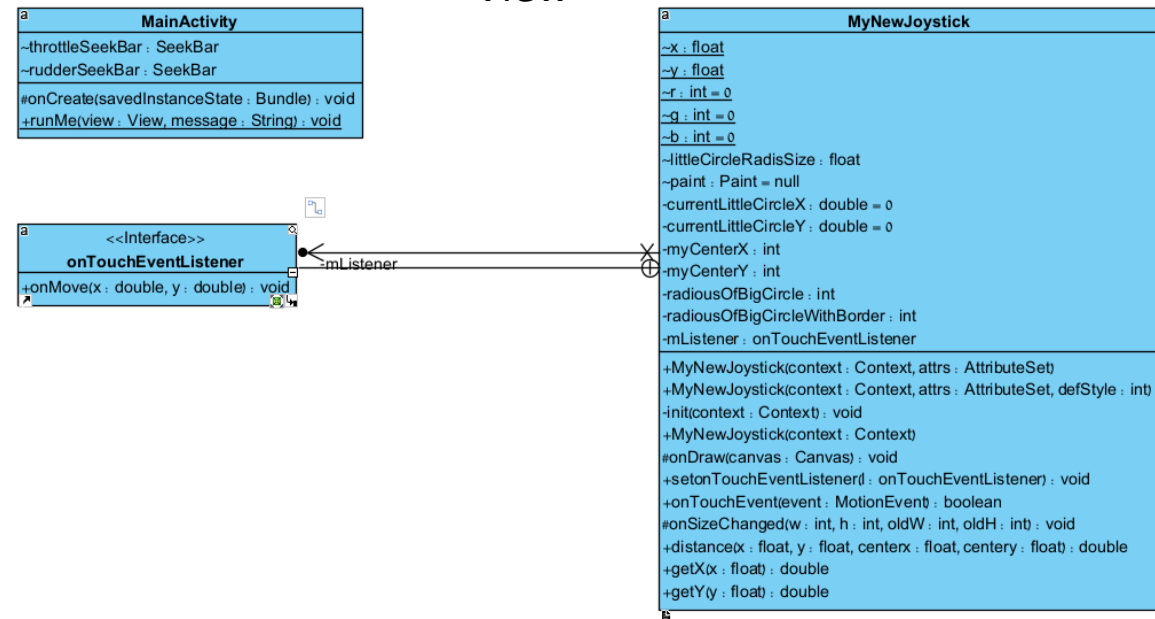 a
MainActivity
~throttleSeekBar : SeekBar
~rudderSeekBar : SeekBar
#onCreate(savedInstanceState : Bundle) : void
+runMe(view : View, message : String) : void
a
<<Interface>>
onTouchEventListener
+onMove(x : double, y : double) : void
-mListener
a
MyNewJoystick
~x : float
~y : float
~r : int = 0
~g : int = 0
~b : int = 0
~littleCircleRadisSize : float
~paint : Paint = null
-currentLittleCircleX : double = 0
-currentLittleCircleY : double = 0
-myCenterX : int
-myCenterY : int
-radiousOfBigCircle : int
-radiousOfBigCircleWithBorder : int
-mListener : onTouchEventListener
+MyNewJoystick(context : Context, attrs : AttributeSet)
+MyNewJoystick(context : Context, attrs : AttributeSet, defStyle : int)
-init(context : Context) : void
+MyNewJoystick(context : Context)
#onDraw(canvas : Canvas) : void
+setonTouchEventListener(l : onTouchEventListener) : void
+onTouchEvent(event : MotionEvent) : boolean
#onSizeChanged(w : int, h : int, oldW : int, oldH : int) : void
+distance(x : float, y : float, centerx : float, centery : float) : double
+getX(x : float) : double
+getY(y : float) : double